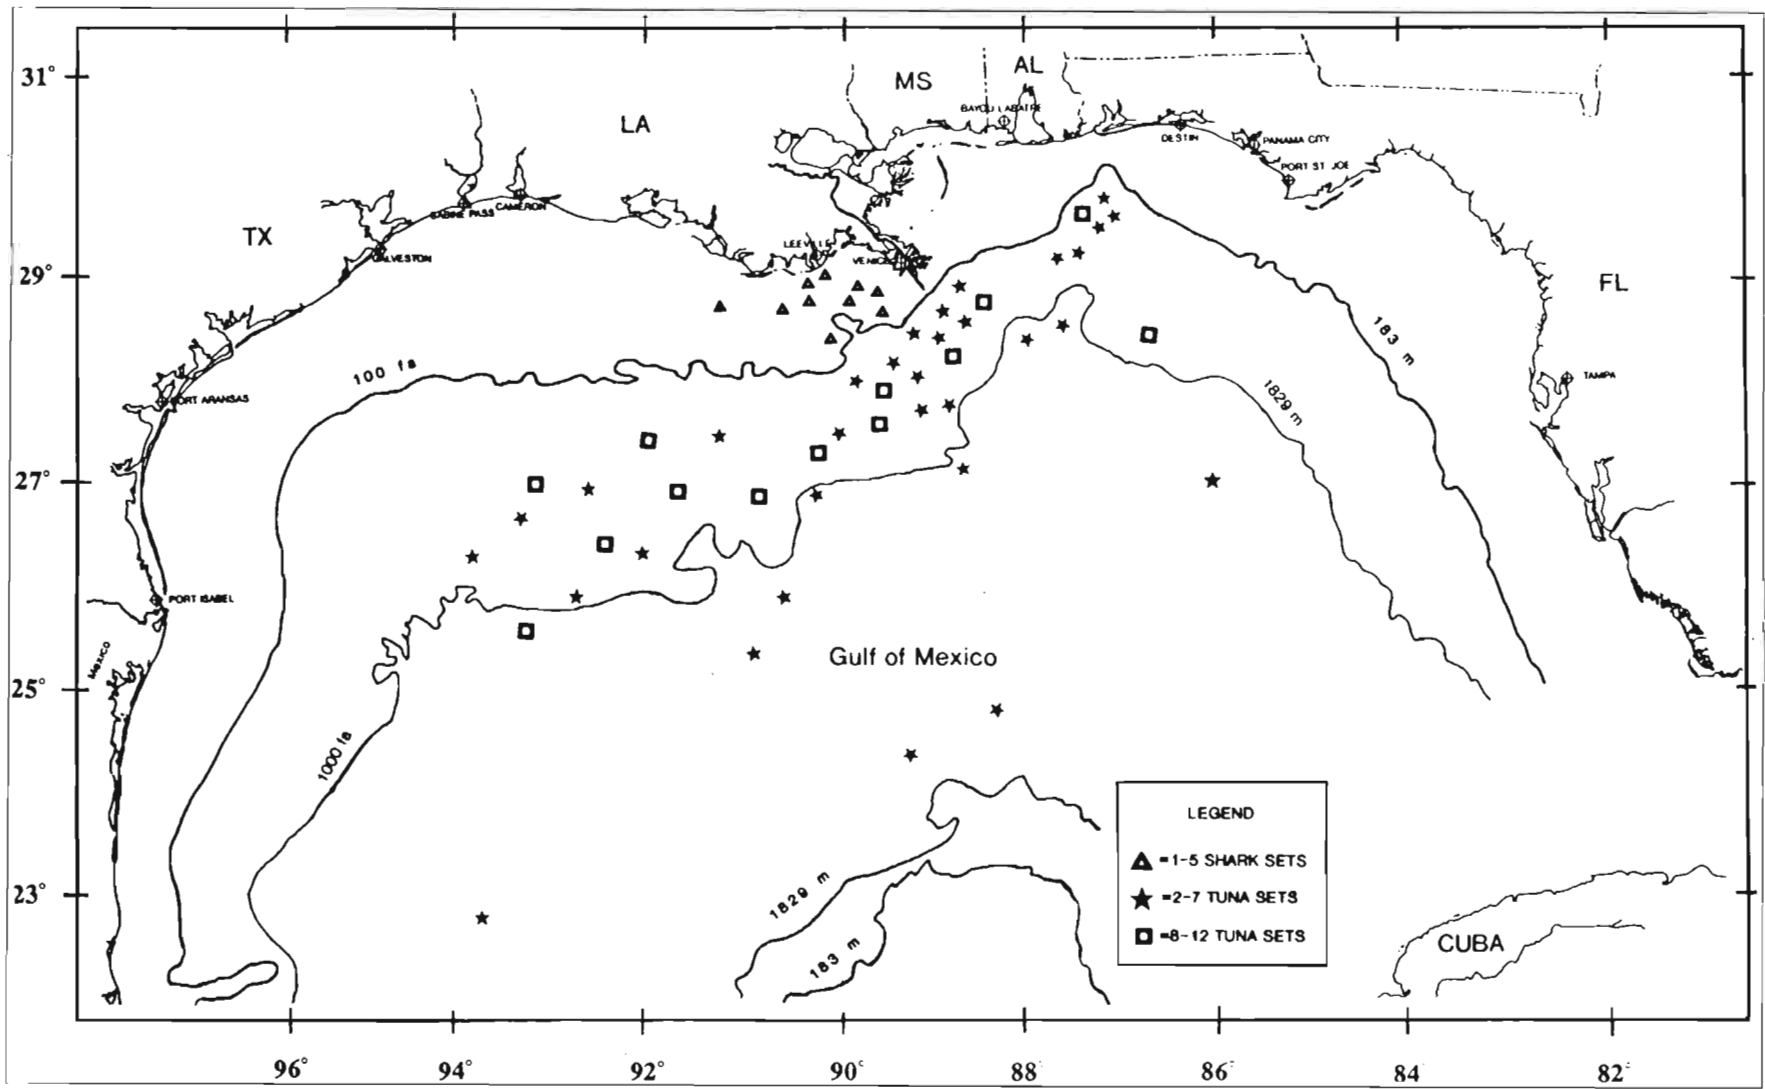 31°
29°
27°
25°
23°
MS
AL
LA
TX
FL
BAYOU LABATRE
DESTIN
PANAMA CITY
PORT ST. JOE
SABINE PASS
CAMERON
GALVESTON
LEEVILLE
VENICE
TAMPA
PORT ARANSAS
PORT ISABEL
Mexico
100 fa
183 m
1829 m
1000 fa
Gulf of Mexico
1829 m
183 m
CUBA
LEGEND
=1-5 SHARK SETS
=2-7 TUNA SETS
=8-12 TUNA SETS
96°
94°
92°
90°
88°
86°
84°
82°